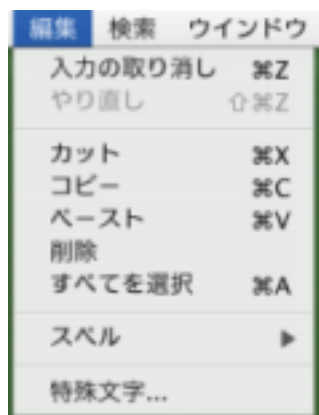 編集 検索 ウインドウ
入力の取り消し ⌘Z
やり直し ⇧⌘Z
カット ⌘X
コピー ⌘C
ペースト ⌘V
削除
すべてを選択 ⌘A
スペル ▶
特殊文字...